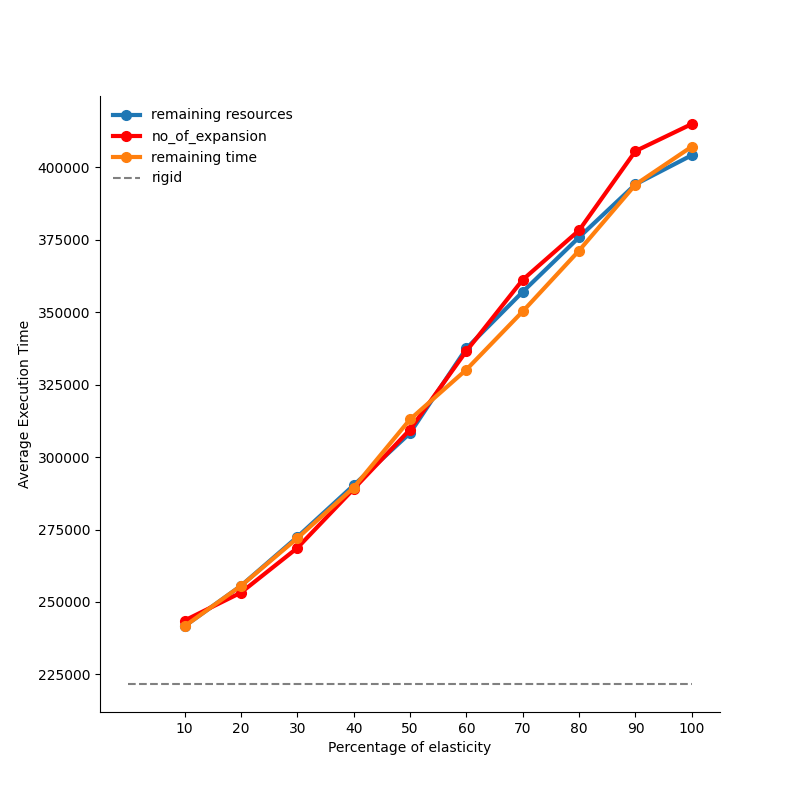 remaining resources
no_of_expansion
remaining time
rigid
400000
375000
350000
325000
300000
275000
250000
225000
Average Execution Time
10 20 30 40 50 60 70 80 90 100
Percentage of elasticity